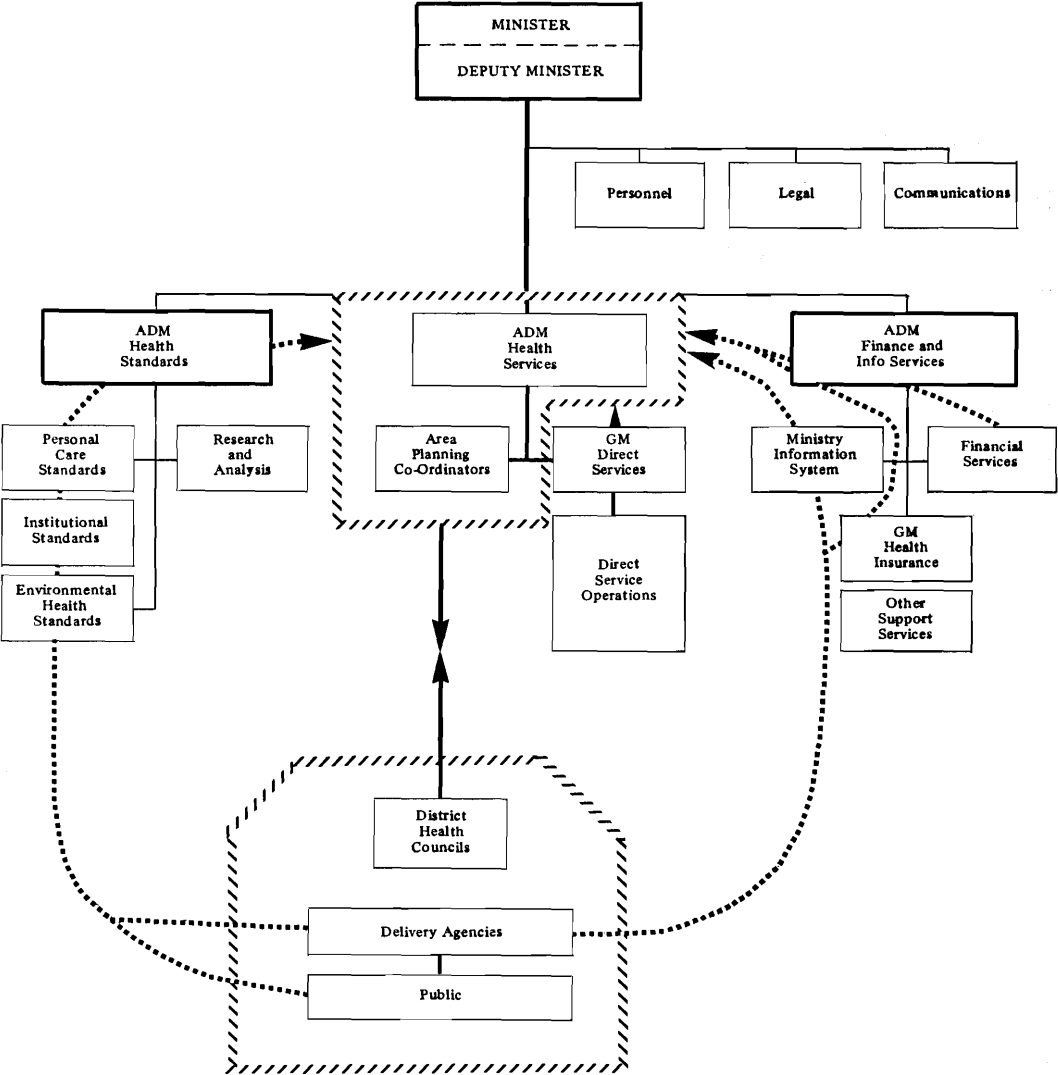 MINISTER
DEPUTY MINISTER
Personnel
Legal
Communications
ADM
Health
Standards
ADM
Health
Services
ADM
Finance and
Info Services
Personal
Care
Standards
Research
and
Analysis
Area
Planning
Co-Ordinators
GM
Direct
Services
Ministry
Information
System
Financial
Services
Institutional
Standards
Environmental
Health
Standards
Direct
Service
Operations
GM
Health
Insurance
Other
Support
Services
District
Health
Councils
Delivery Agencies
Public